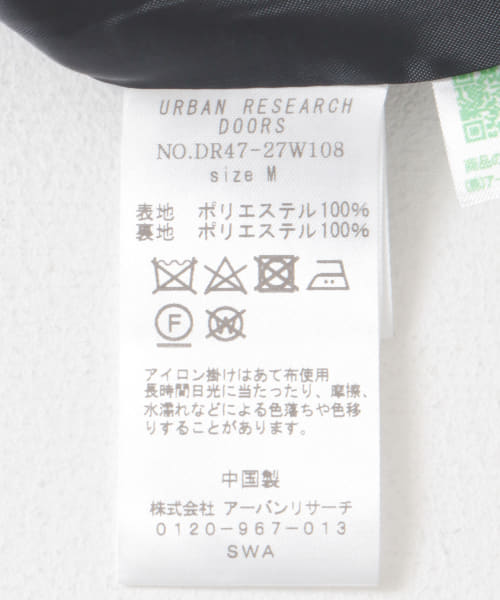 URBAN RESEARCH
DOORS
NO.DR47-27W108
size M
表地 ポリエステル100%
裏地 ポリエステル100%
F
W
アイロン掛けはあて布使用
長時間日光に当たったり、摩擦、
水濡れなどによる色落ちや色移
りすることがあります。
中国製
株式会社 アーバンリサーチ
0120-967-013
SWA
商品の
(株)ア-